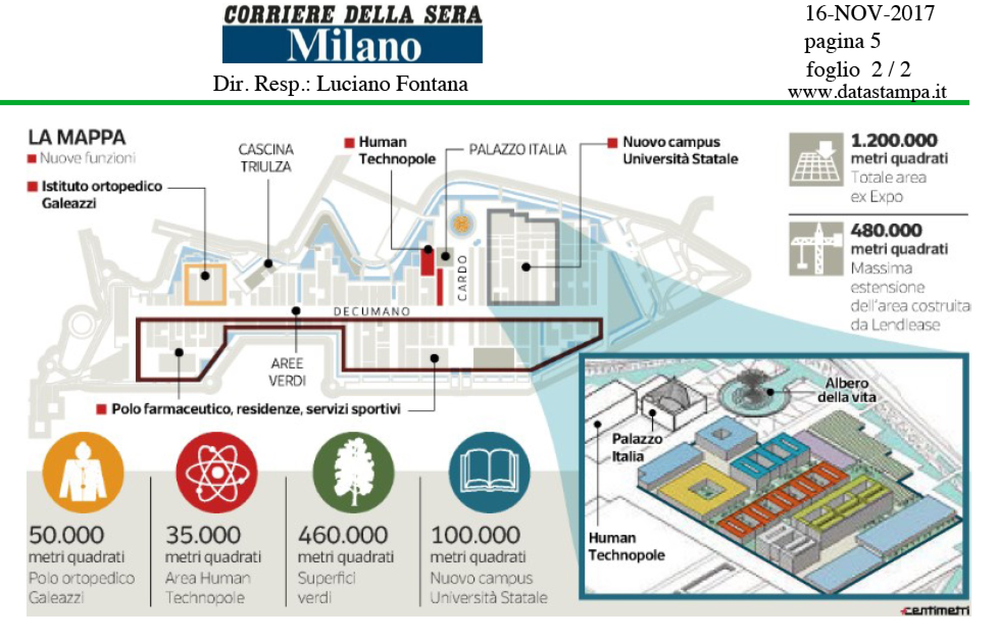 CORRIERE DELLA SERA
Milano
Dir. Resp.: Luciano Fontana
16-NOV-2017
pagina 5
foglio 2 / 2
www.datastampa.it
LA MAPPA
Nuove funzioni
Istituto ortopedico
Galeazzi
CASCINA
TRIULZA
Human
Technopole
PALAZZO ITALIA
Nuovo campus
Università Statale
CARDO
DECUMANO
AREE
VERDI
Polo farmaceutico, residenze, servizi sportivi
1.200.000
metri quadrati
Totale area
ex Expo
480.000
metri quadrati
Massima
estensione
dell'area costruita
da Lendlease
Albero
della vita
Palazzo
Italia
Human
Technopole
50.000
metri quadrati
Polo ortopedico
Galeazzi
35.000
metri quadrati
Area Human
Technopole
460.000
metri quadrati
Superfici
verdi
100.000
metri quadrati
Nuovo campus
Università Statale
centimetri